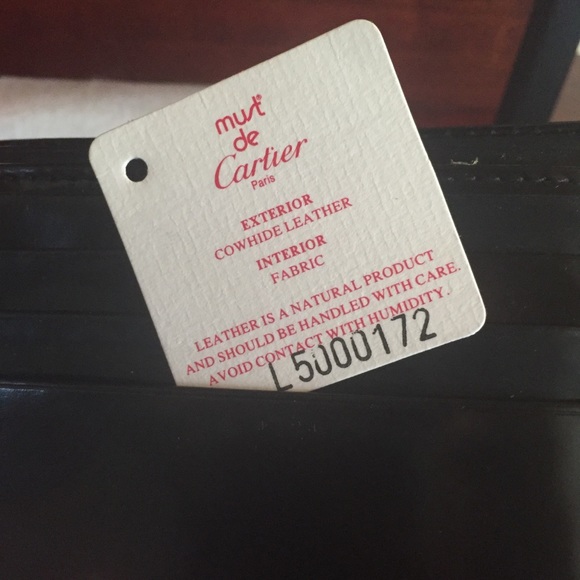 must®
de
Cartier
Paris
EXTERIOR
COWHIDE LEATHER
INTERIOR
FABRIC
LEATHER IS A NATURAL PRODUCT
AND SHOULD BE HANDLED WITH CARE.
AVOID CONTACT WITH HUMIDITY.
L5000172